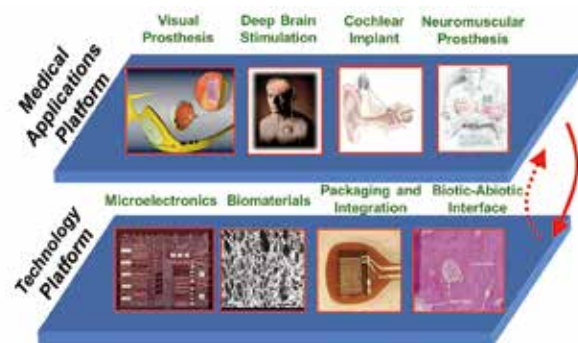 Visual
Prosthesis
Deep Brain
Stimulation
Cochlear
Implant
Neuromuscular
Prosthesis
Medical
Applications
Platform
Microelectronics
Biomaterials
Packaging and
Integration
Biotic-Abiotic
Interface
Technology
Platform